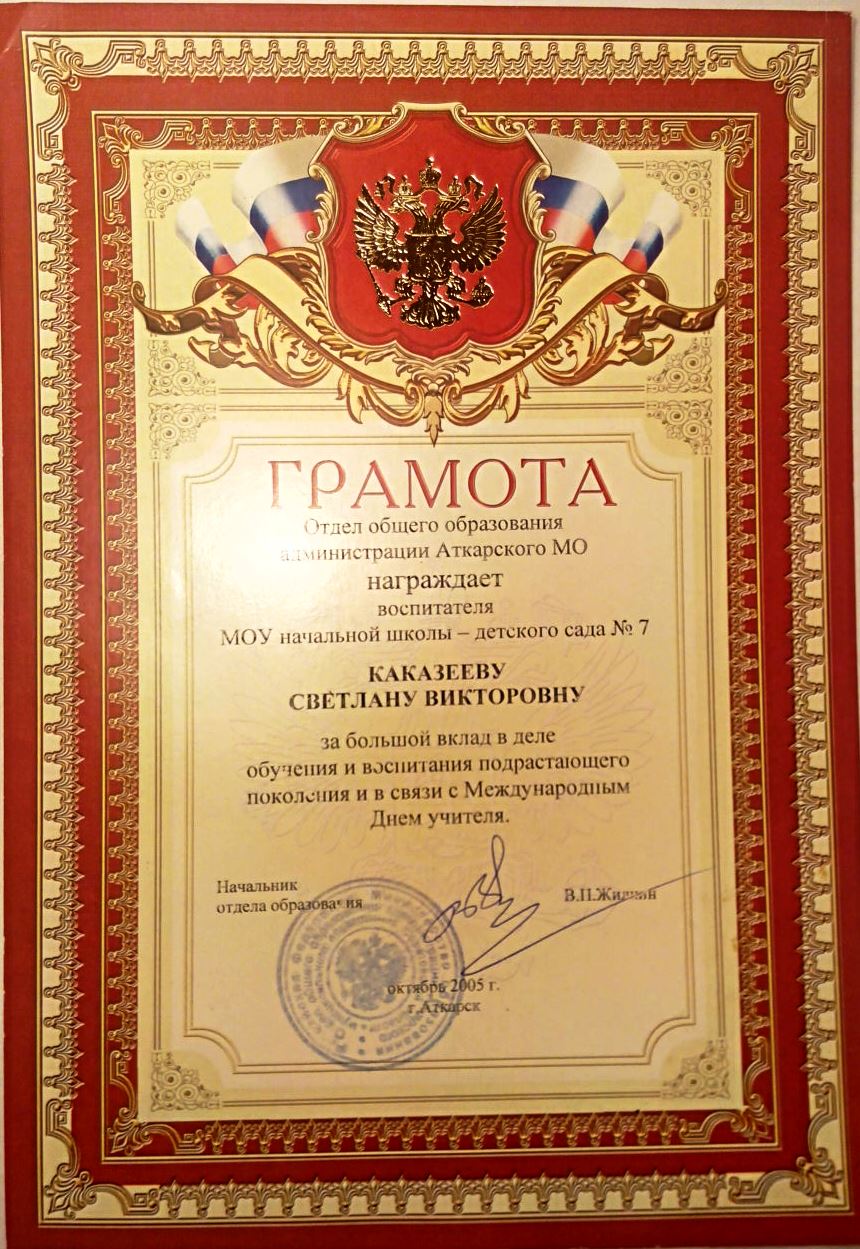 ГРАМОТА
Отдел общего образования
администрации Аткарского МО
награждает
воспитателя
МОУ начальной школы – детского сада № 7
КАКАЗЕЕВУ
СВЕТЛАНУ ВИКТОРОВНУ
за большой вклад в деле
обучения и воспитания подрастающего
поколения и в связи с Международным
Днем учителя.
Начальник
отдела образования
В.П.
октябрь 2005 г.
г.Аткарск